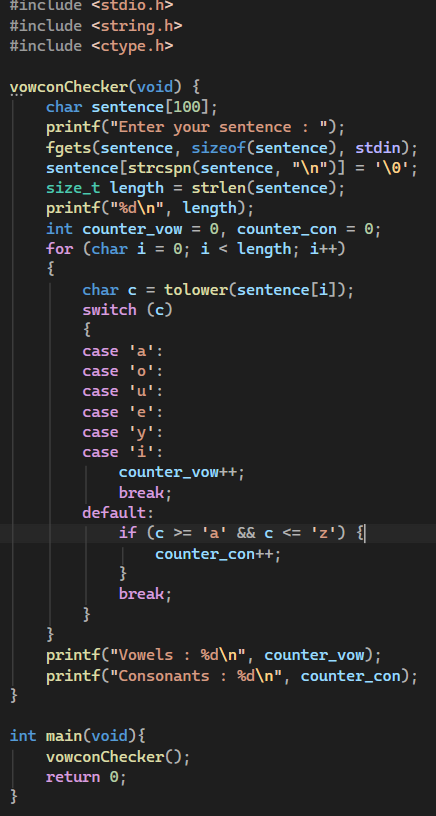 #include <stdio.h>
#include <string.h>
#include <ctype.h>

vowconChecker(void) {
    char sentence[100];
    printf("Enter your sentence : ");
    fgets(sentence, sizeof(sentence), stdin);
    sentence[strcspn(sentence, "\n")] = '\0';
    size_t length = strlen(sentence);
    printf("%d\n", length);
    int counter_vow = 0, counter_con = 0;
    for (char i = 0; i < length; i++)
    {
        char c = tolower(sentence[i]);
        switch (c)
        {
        case 'a':
        case 'o':
        case 'u':
        case 'e':
        case 'y':
        case 'i':
            counter_vow++;
            break;
        default:
            if (c >= 'a' && c <= 'z') {
                counter_con++;
            }
            break;
        }
    }
    printf("Vowels : %d\n", counter_vow);
    printf("Consonants : %d\n", counter_con);
}

int main(void){
    vowconChecker();
    return 0;
}